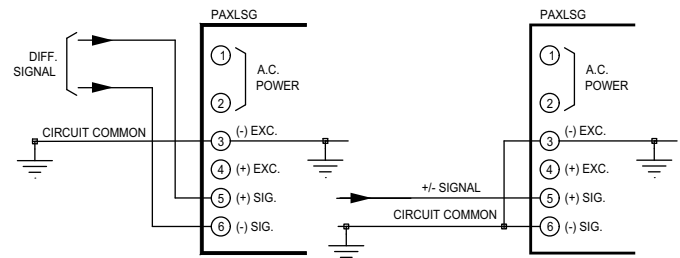 PAXLSG
DIFF.
SIGNAL
1
A.C.
POWER
2
CIRCUIT COMMON
3
(-) EXC.
4
(+) EXC.
5
(+) SIG.
6
(-) SIG.
PAXLSG
1
A.C.
POWER
2
3
(-) EXC.
4
(+) EXC.
+/- SIGNAL
5
(+) SIG.
CIRCUIT COMMON
6
(-) SIG.